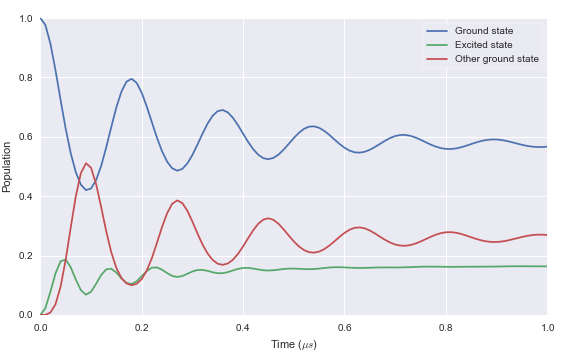 1.0
0.8
0.6
0.4
0.2
0.0
Population
Ground state
Excited state
Other ground state
0.0 0.2 0.4 0.6 0.8 1.0
Time (μs)